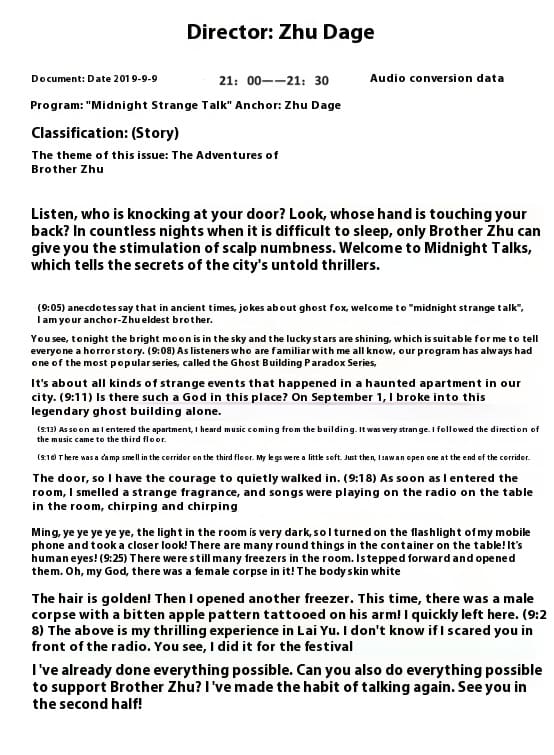 Director: Zhu Dage
Document: Date 2019-9-9
21: 00——21: 30
Audio conversion data
Program: "Midnight Strange Talk" Anchor: Zhu Dage
Classification: (Story)
The theme of this issue: The Adventures of
Brother Zhu
Listen, who is knocking at your door? Look, whose hand is touching your
back? In countless nights when it is difficult to sleep, only Brother Zhu can
give you the stimulation of scalp numbness. Welcome to Midnight Talks,
which tells the secrets of the city's untold thrillers.
(9:05) anecdotes say that in ancient times, jokes about ghost fox, welcome to "midnight strange talk",
I am your anchor-Zhu eldest brother.
You see, tonight the bright moon is in the sky and the lucky stars are shining, which is suitable for me to tell
everyone a horror story. (9:08) As listeners who are familiar with me all know, our program has always had
one of the most popular series, called the Ghost Building Paradox Series,
It's about all kinds of strange events that happened in a haunted apartment in our
city. (9:11) Is there such a God in this place? On September 1, I broke into this
legendary ghost building alone.
(9:13) As soon as I entered the apartment, I heard music coming from the building. It was very strange. I followed the direction of
the music came to the third floor.
(9:16) There was a damp smell in the corridor on the third floor. My legs were a little soft. Just then, I saw an open one at the end of the corridor.
The door, so I have the courage to quietly walked in. (9:18) As soon as I entered the
room, I smelled a strange fragrance, and songs were playing on the radio on the table
in the room, chirping and chirping
Ming, ye ye ye ye ye, the light in the room is very dark, so I turned on the flashlight of my mobile
phone and took a closer look! There are many round things in the container on the table! It's
human eyes! (9:25) There were still many freezers in the room. I stepped forward and opened
them. Oh, my God, there was a female corpse in it! The body skin white
The hair is golden! Then I opened another freezer. This time, there was a male
corpse with a bitten apple pattern tattooed on his arm! I quickly left here. (9:2
8) The above is my thrilling experience in Lai Yu. I don't know if I scared you in
front of the radio. You see, I did it for the festival
I 've already done everything possible. Can you also do everything possible
to support Brother Zhu? I 've made the habit of talking again. See you in
the second half!